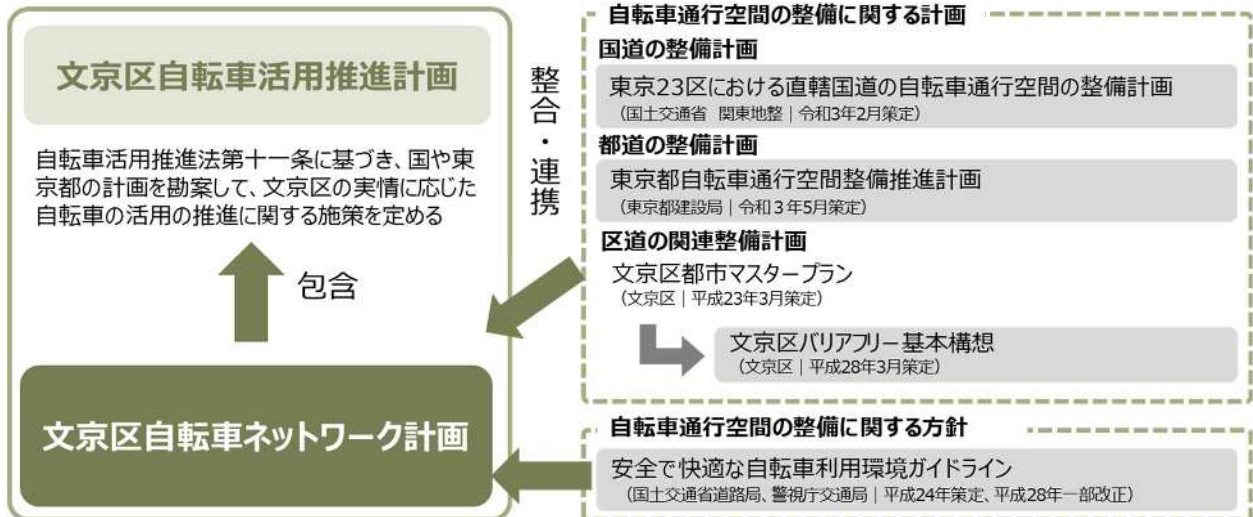 文京区自転車活用推進計画
自転車活用推進法第十一条に基づき、国や東
京都の計画を勘案して、文京区の実情に応じた
自転車の活用の推進に関する施策を定める
包含
文京区自転車ネットワーク計画
整合・連携
自転車通行空間の整備に関する計画
国道の整備計画
東京23区における直轄国道の自転車通行空間の整備計画
（国土交通省 関東地整｜令和3年2月策定）
都道の整備計画
東京都自転車通行空間整備推進計画
（東京都建設局｜令和３年5月策定）
区道の関連整備計画
文京区都市マスタープラン
（文京区｜平成23年3月策定）
文京区バリアフリー基本構想
（文京区｜平成28年3月策定）
自転車通行空間の整備に関する方針
安全で快適な自転車利用環境ガイドライン
（国土交通省道路局、警視庁交通局｜平成24年策定、平成28年一部改正）